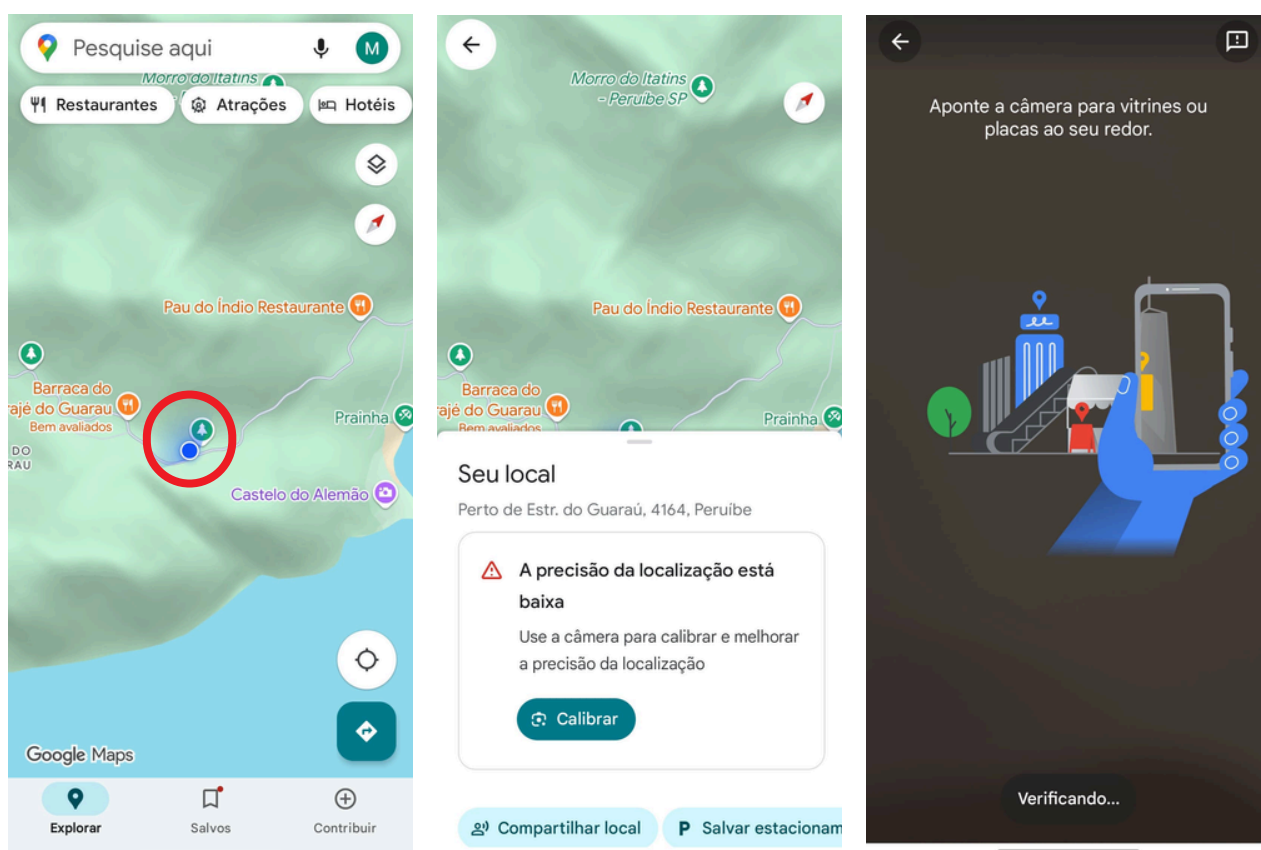 Pesquise aqui
M
Morro do Itatins
Restaurantes
Atrações
Hotéis
Pau do Índio Restaurante
Barraca do
rajé do Guarau
Bem avaliados
DO
RAU
Prainha
Castelo do Alemão
Google Maps
Explorar
Salvos
Contribuir
Morro do Itatins
- Peruíbe SP
Pau do Índio Restaurante
Barraca do
rajé do Guarau
Bem avaliados
Prainha
Seu local
Perto de Estr. do Guaraú, 4164, Peruíbe
A precisão da localização está
baixa
Use a câmera para calibrar e melhorar
a precisão da localização
Calibrar
Compartilhar local
P Salvar estacionam
Aponte a câmera para vitrines ou
placas ao seu redor.
Verificando...